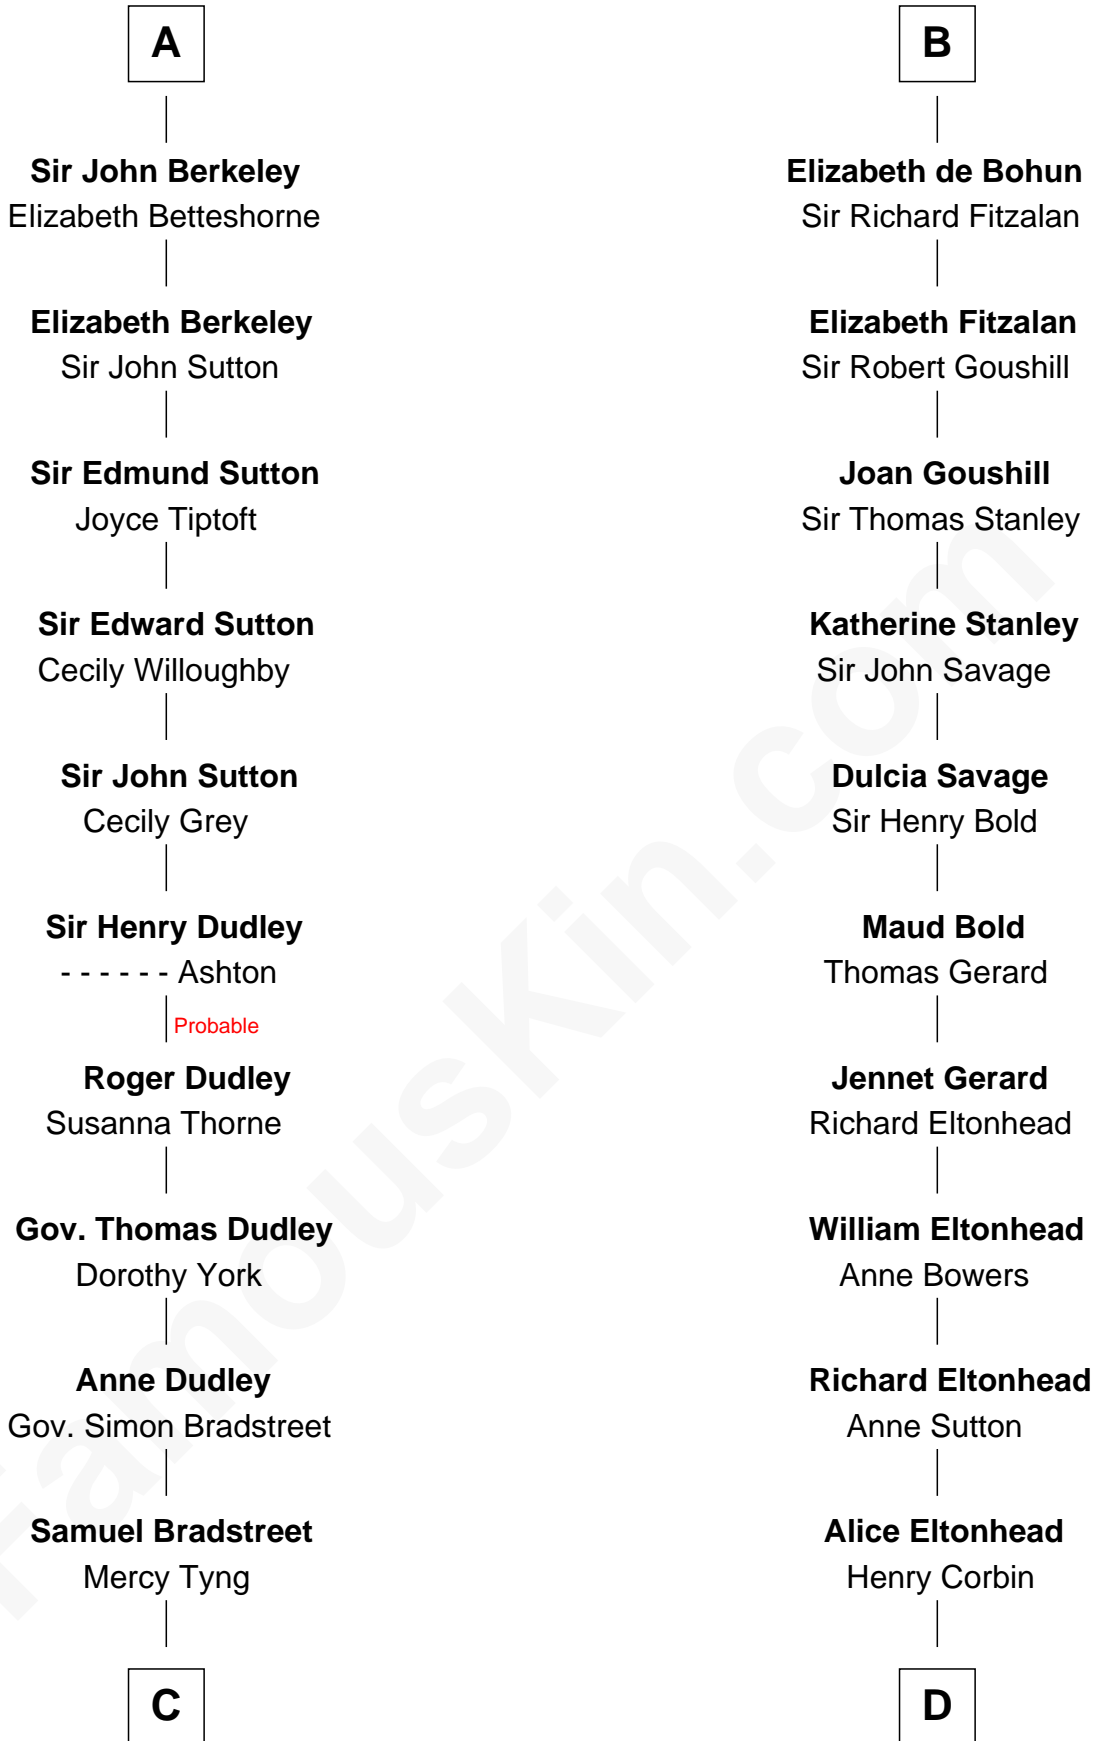 A
Sir John Berkeley
Elizabeth Betteshorne
Elizabeth Berkeley
Sir John Sutton
Sir Edmund Sutton
Joyce Tiptoft
Sir Edward Sutton
Cecily Willoughby
Sir John Sutton
Cecily Grey
Sir Henry Dudley
- - - - - - Ashton
Probable
Roger Dudley
Susanna Thorne
Gov. Thomas Dudley
Dorothy York
Anne Dudley
Gov. Simon Bradstreet
Samuel Bradstreet
Mercy Tyng
C
B
Elizabeth de Bohun
Sir Richard Fitzalan
Elizabeth Fitzalan
Sir Robert Goushill
Joan Goushill
Sir Thomas Stanley
Katherine Stanley
Sir John Savage
Dulcia Savage
Sir Henry Bold
Maud Bold
Thomas Gerard
Jennet Gerard
Richard Eltonhead
William Eltonhead
Anne Bowers
Richard Eltonhead
Anne Sutton
Alice Eltonhead
Henry Corbin
D
FamousKin.com